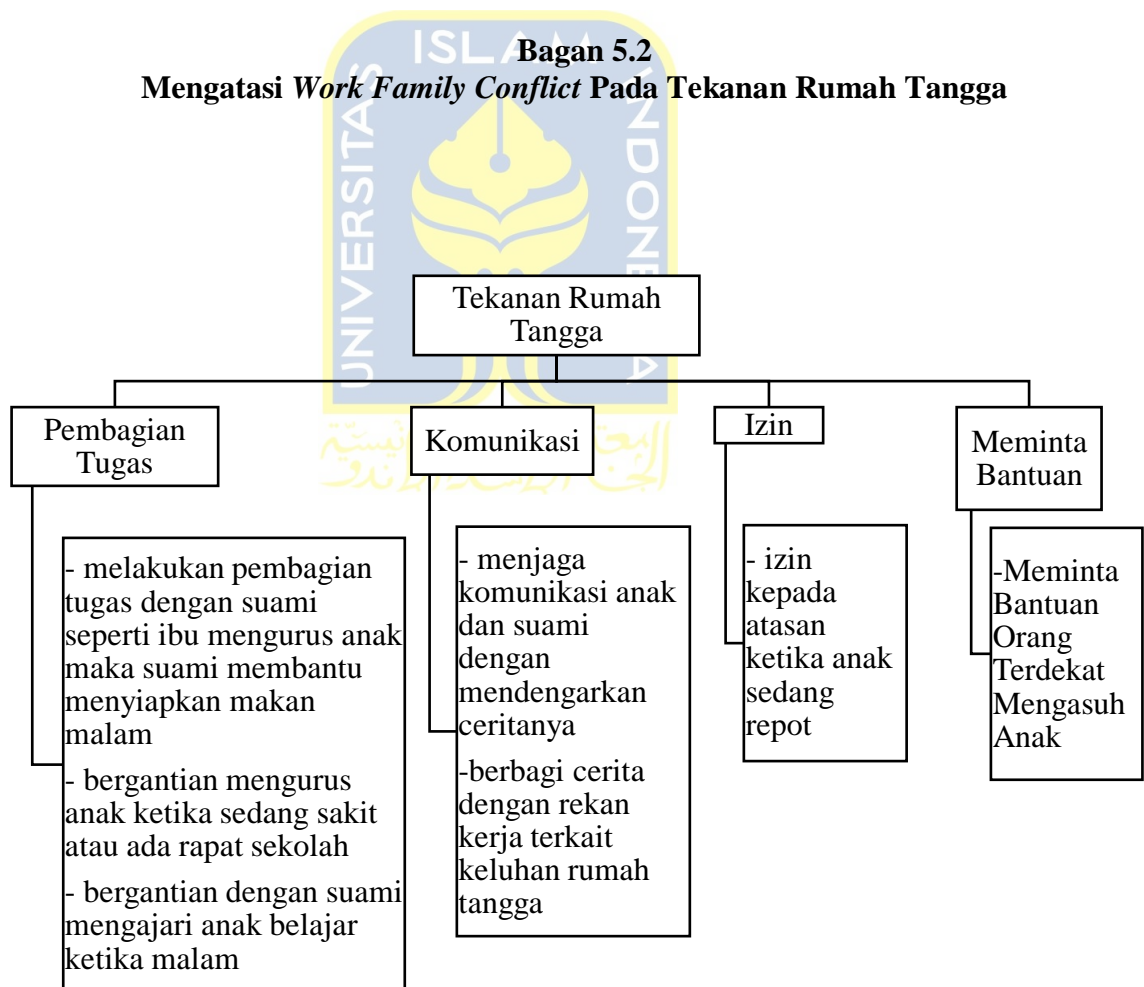 Bagan 5.2
Mengatasi Work Family Conflict Pada Tekanan Rumah Tangga
ISLAM
UNIVERSITAS
INDONESIA
Tekanan Rumah
Tangga
Pembagian
Tugas
- melakukan pembagian
tugas dengan suami
seperti ibu mengurus anak
maka suami membantu
menyiapkan makan
malam
- bergantian mengurus
anak ketika sedang sakit
atau ada rapat sekolah
- bergantian dengan suami
mengajari anak belajar
ketika malam
Komunikasi
- menjaga
komunikasi anak
dan suami
dengan
mendengarkan
ceritanya
-berbagi cerita
dengan rekan
kerja terkait
keluhan rumah
tangga
Izin
- izin
kepada
atasan
ketika anak
sedang
repot
Meminta
Bantuan
-Meminta
Bantuan
Orang
Terdekat
Mengasuh
Anak